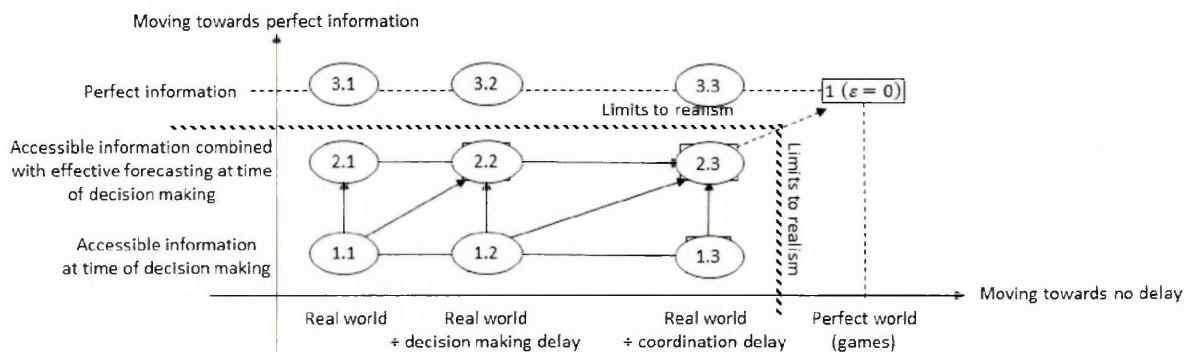 Moving towards perfect information
Perfect information
3.1
3.2
3.3
1 (ε = 0)
Limits to realism
Accessible information combined
with effective forecasting at time
of decision making
2.1
2.2
2.3
Limits to realism
Accessible information
at time of decision making
1.1
1.2
1.3
Moving towards no delay
Real world
Real world
÷ decision making delay
Real world
÷ coordination delay
Perfect world
(games)